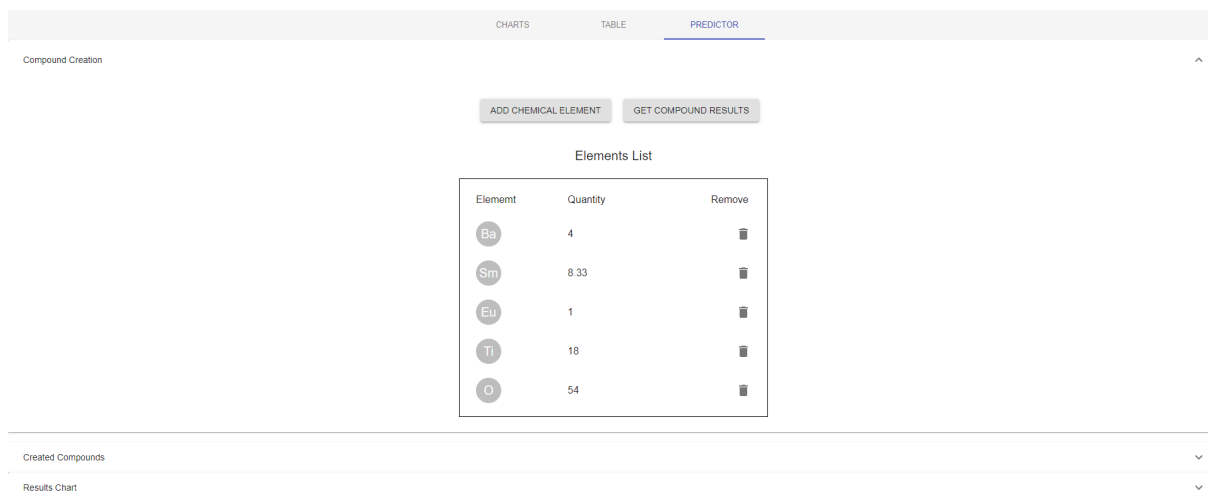 CHARTS TABLE PREDICTOR
Compound Creation
ADD CHEMICAL ELEMENT GET COMPOUND RESULTS
Elements List
Elememt Quantity Remove
Ba 4
Sm 8.33
Eu 1
Ti 18
O 54
Created Compounds
Results Chart